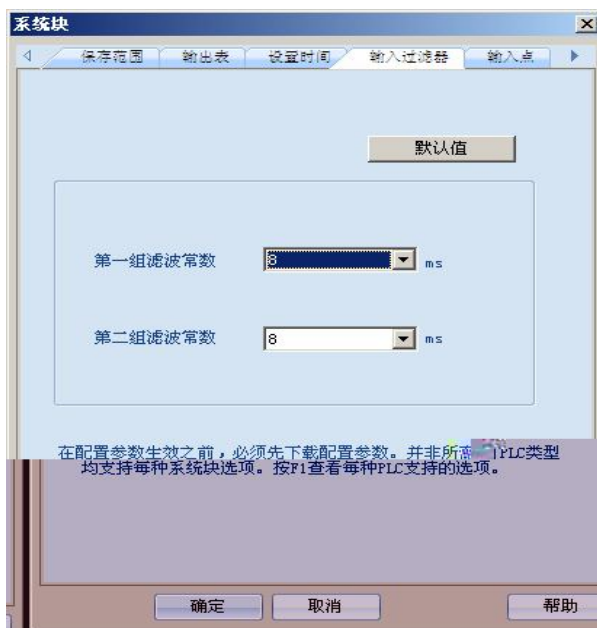 系统块
保存范围 输出表 设置时间 输入过滤器 输入点
默认值
第一组滤波常数 8 ms
第二组滤波常数 8 ms
在配置参数生效之前，必须先下载配置参数。并非所 PLC类型
均支持每种系统块选项。按F1查看每种PLC支持的选项。
确定 取消 帮助